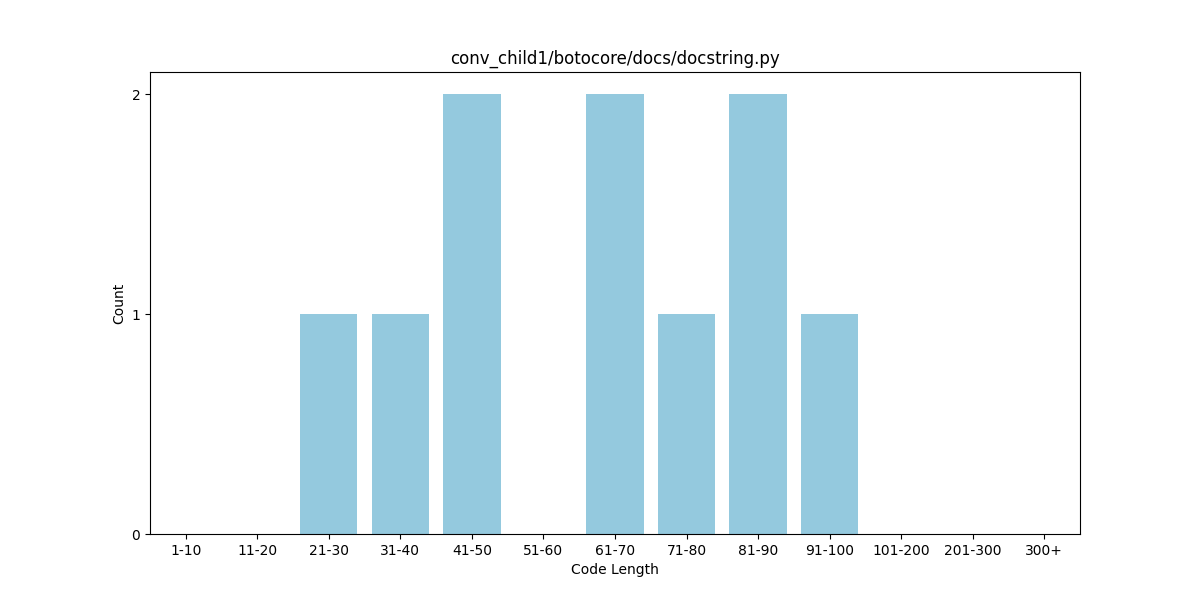 conv_child1/botocore/docs/docstring.py
2
1
0
Count
1-10 11-20 21-30 31-40 41-50 51-60 61-70 71-80 81-90 91-100 101-200 201-300 300+
Code Length